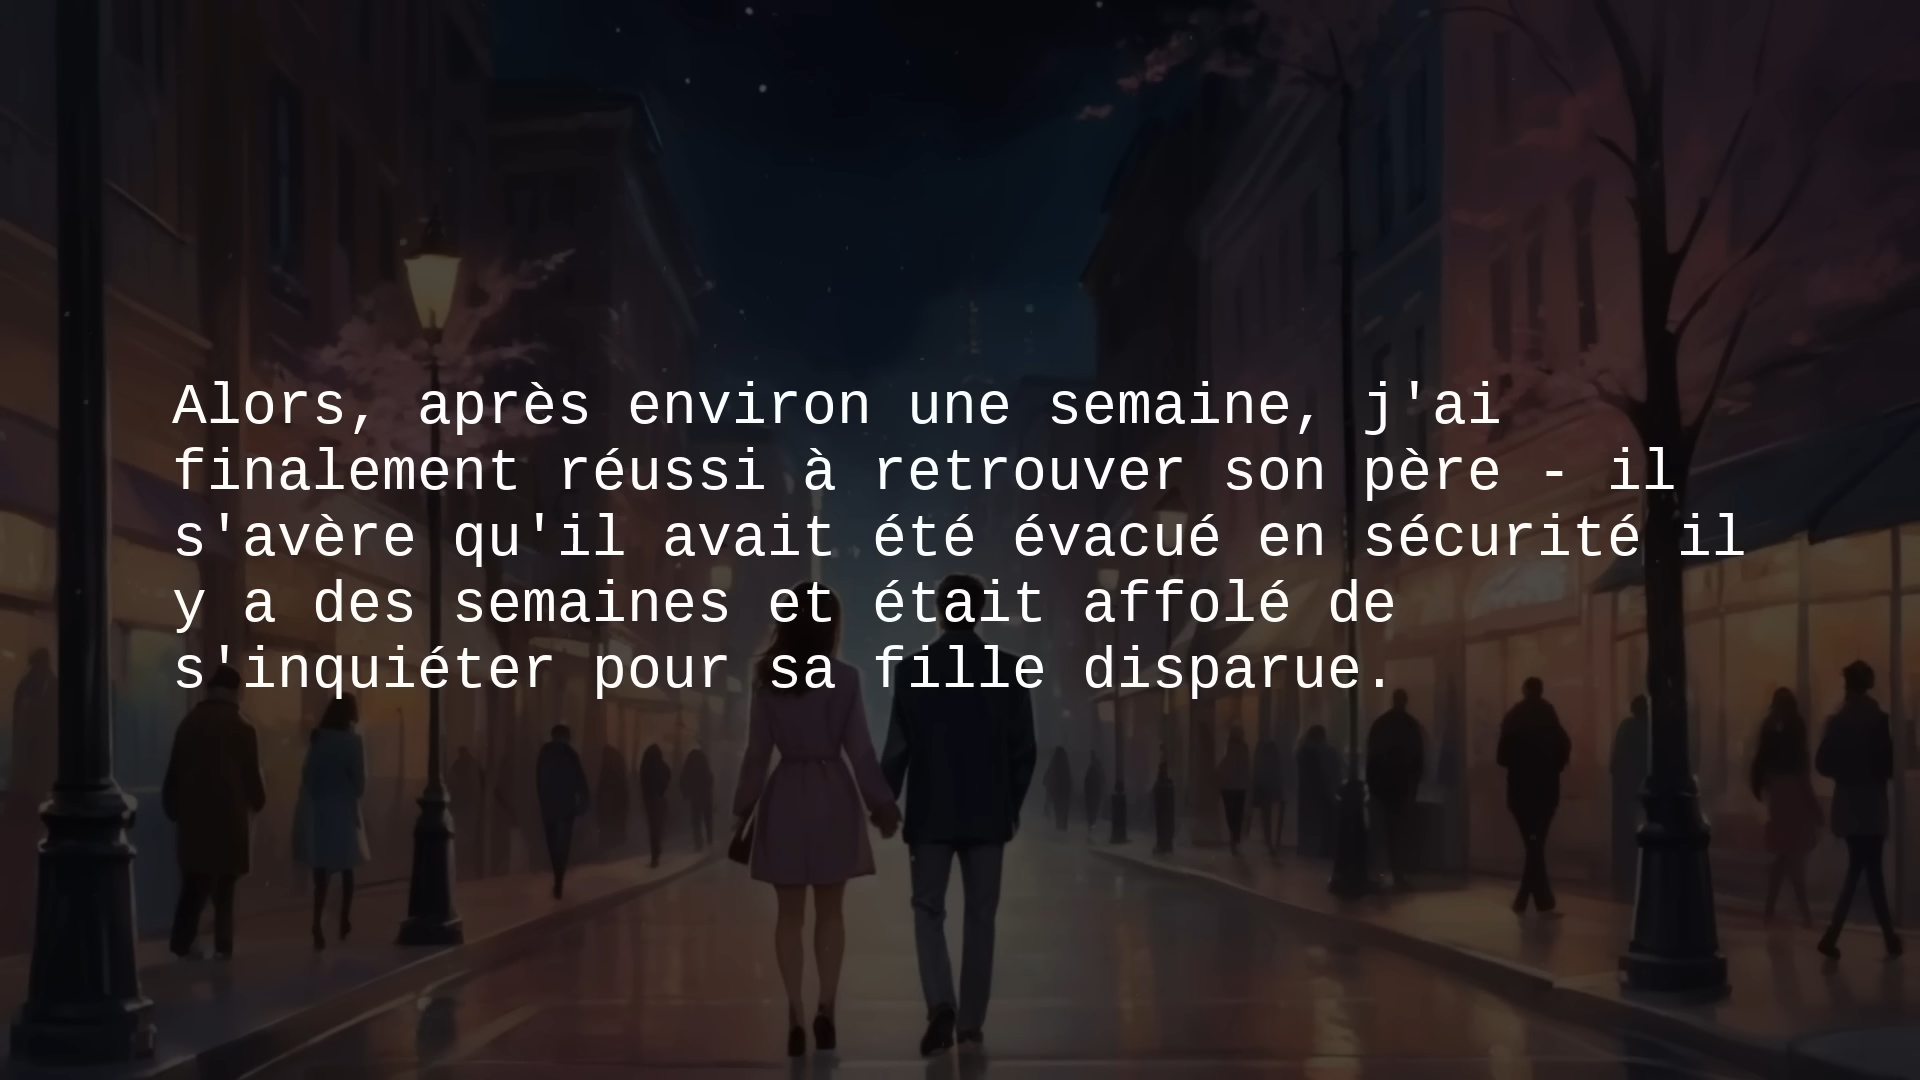 Alors, après environ une semaine, j'ai
finalement réussi à retrouver son père - il
s'avère qu'il avait été évacué en sécurité il
y a des semaines et était affolé de
s'inquiéter pour sa fille disparue.